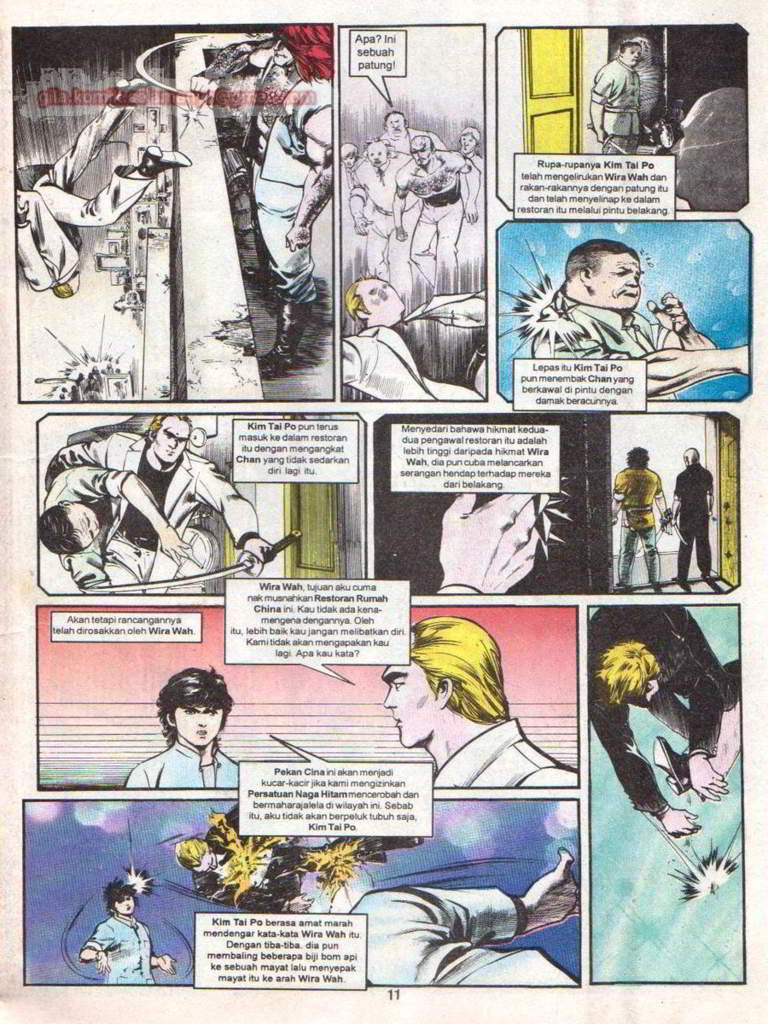 Apa? Ini
sebuah
patung!
Rupa-rupanya Kim Tai Po
telah mengelirukan Wira Wah dan
rakan-rakannya dengan patung itu
dan telah menyelinap ke dalam
restoran itu melalui pintu belakang.
Lepas itu Kim Tai Po
pun menembak Chan yang
berkawal di pintu dengan
damak beracunnya.
Kim Tai Po pun terus
masuk ke dalam restoran
itu dengan mengangkat
Chan yang tidak sedarkan
diri lagi itu.
Menyedari bahawa hikmat kedua-
dua pengawal restoran itu adalah
lebih tinggi daripada hikmat Wira
Wah, dia pun cuba melancarkan
serangan hendap terhadap mereka
dari belakang.
Akan tetapi rancangannya
telah dirosakkan oleh Wira Wah.
Wira Wah, tujuan aku cuma
nak musnahkan Restoran Rumah
China ini. Kau tidak ada kena-
mengena dengannya. Oleh
itu, lebih baik kau jangan melibatkan diri.
Kami tidak akan mengapakan kau
lagi. Apa kau kata?
Pekan Cina ini akan menjadi
kucar-kacir jika kami mengizinkan
Persatuan Naga Hitam mencerobah dan
bermaharajalela di wilayah ini. Sebab
itu, aku tidak akan berpeluk tubuh saja,
Kim Tai Po.
Kim Tai Po berasa amat marah
mendengar kata-kata Wira Wah itu.
Dengan tiba-tiba. dia pun
membaling beberapa biji bom api
ke sebuah mayat lalu menyepak
mayat itu ke arah Wira Wah.
11